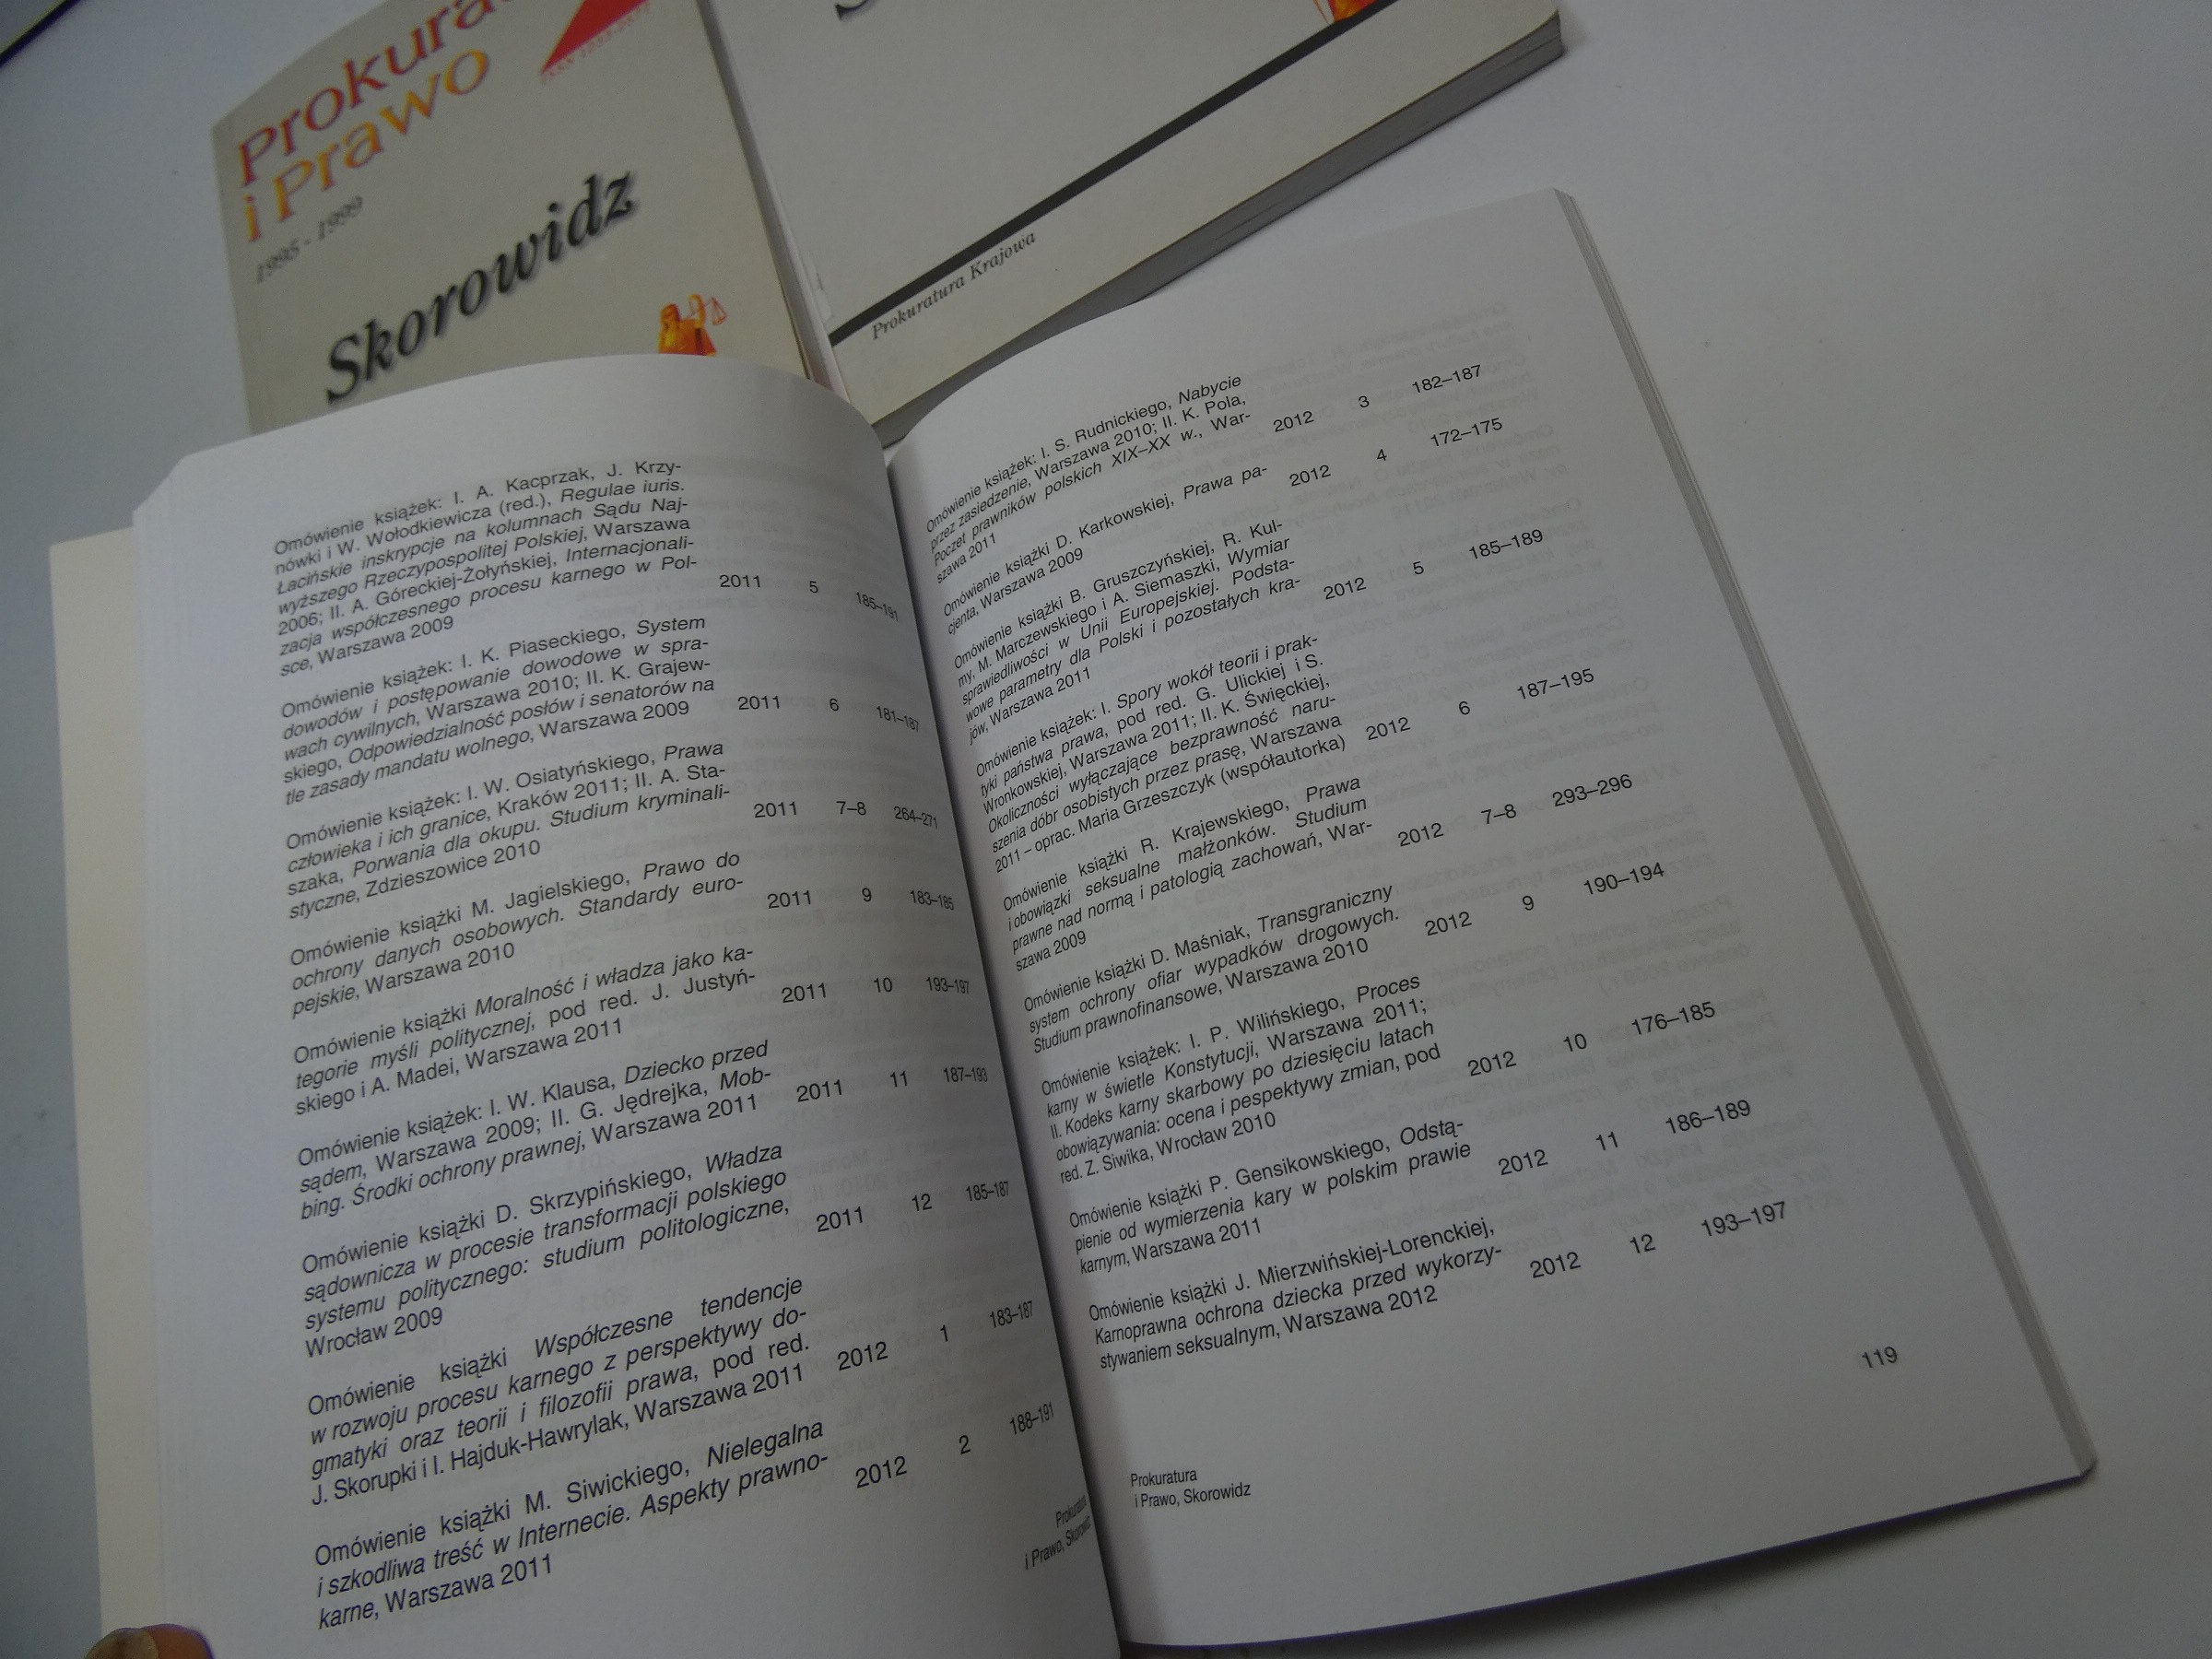 Prokura
i Prawo
1995 - 1999
Skorowidz
Prokuratura Krajowa
Omówienie książek: I. A. Kacprzak, J. Krzy-
nówki i W. Wołodkiewicza (red.), Regulae iuris.
Łacińskie inskrypcje na kolumnach Sądu Naj-
wyższego Rzeczypospolitej Polskiej, Warszawa
2006; II. A. Góreckiej-Żołyńskiej, Internacjonali-
zacja współczesnego procesu karnego w Pol-
sce, Warszawa 2009 2011 5 185–191
Omówienie książek: I. K. Piaseckiego, System
dowodów i postępowanie dowodowe w spra-
wach cywilnych, Warszawa 2010; II. K. Grajew-
skiego, Odpowiedzialność posłów i senatorów na
tle zasady mandatu wolnego, Warszawa 2009 2011 6 181–187
Omówienie książek: I. W. Osiatyńskiego, Prawa
człowieka i ich granice, Kraków 2011; II. A. Sta-
szaka, Porwania dla okupu. Studium kryminali-
styczne, Zdzieszowice 2010 2011 7–8 264–271
Omówienie książki M. Jagielskiego, Prawo do
ochrony danych osobowych. Standardy euro-
pejskie, Warszawa 2010 2011 9 183–185
Omówienie książki Moralność i władza jako ka-
tegorie myśli politycznej, pod red. J. Justyń-
skiego i A. Madei, Warszawa 2011 2011 10 193–197
Omówienie książek: I. W. Klausa, Dziecko przed
sądem, Warszawa 2009; II. G. Jędrejka, Mob-
bing. Środki ochrony prawnej, Warszawa 2011 2011 11 187–193
Omówienie książki D. Skrzypińskiego, Władza
sądownicza w procesie transformacji polskiego
systemu politycznego: studium politologiczne,
Wrocław 2009 2011 12 185–187
Omówienie książki Współczesne tendencje
w rozwoju procesu karnego z perspektywy do-
gmatyki oraz teorii i filozofii prawa, pod red.
J. Skorupki i I. Hajduk-Hawrylak, Warszawa 2011 2012 1 183–187
Omówienie książki M. Siwickiego, Nielegalna
i szkodliwa treść w Internecie. Aspekty prawno-
karne, Warszawa 2011 2012 2 188–191
Prokuratura
i Prawo, Skorowidz
Omówienie książek: I. S. Rudnickiego, Nabycie
przez zasiedzenie, Warszawa 2010; II. K. Pola,
Poczet prawników polskich XIX–XX w., War-
szawa 2011 2012 3 182–187
Omówienie książki D. Karkowskiej, Prawa pa-
cjenta, Warszawa 2009 2012 4 172–175
Omówienie książki B. Gruszczyńskiej, R. Kul-
my, M. Marczewskiego i A. Siemaszki, Wymiar
sprawiedliwości w Unii Europejskiej. Podsta-
wowe parametry dla Polski i pozostałych kra-
jów, Warszawa 2011 2012 5 185–189
Omówienie książek: I. Spory wokół teorii i prak-
tyki państwa prawa, pod red. G. Ulickiej i S.
Wronkowskiej, Warszawa 2011; II. K. Święckiej,
Okoliczności wyłączające bezprawność naru-
szenia dóbr osobistych przez prasę, Warszawa
2011 – oprac. Maria Grzeszczyk (współautorka) 2012 6 187–195
Omówienie książki R. Krajewskiego, Prawa
i obowiązki seksualne małżonków. Studium
prawne nad normą i patologią zachowań, War-
szawa 2009 2012 7–8 293–296
Omówienie książki D. Maśniak, Transgraniczny
system ochrony ofiar wypadków drogowych.
Studium prawnofinansowe, Warszawa 2010 2012 9 190–194
Omówienie książek: I. P. Wilińskiego, Proces
karny w świetle Konstytucji, Warszawa 2011;
II. Kodeks karny skarbowy po dziesięciu latach
obowiązywania: ocena i pespektywy zmian, pod
red. Z. Siwika, Wrocław 2010 2012 10 176–185
Omówienie książki P. Gensikowskiego, Odstą-
pienie od wymierzenia kary w polskim prawie
karnym, Warszawa 2011 2012 11 186–189
Omówienie książki J. Mierzwińskiej-Lorenckiej,
Karnoprawna ochrona dziecka przed wykorzy-
stywaniem seksualnym, Warszawa 2012 2012 12 193–197
119
Prokuratura
i Prawo, Skorowidz